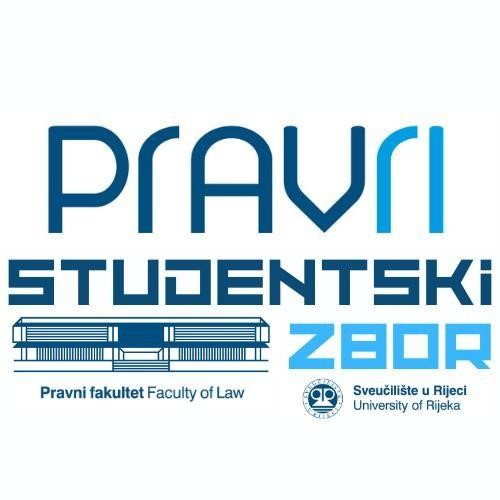 PRAVRI
STUDENTSKi
ZBOR
Pravni fakultet Faculty of Law
Sveučilište u Rijeci
University of Rijeka